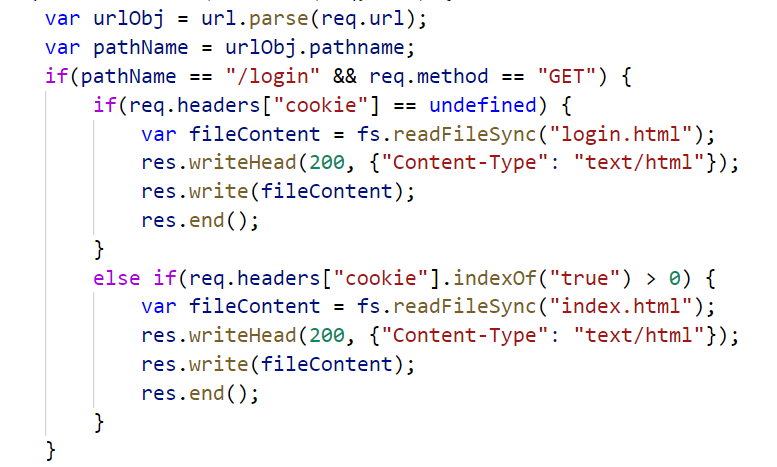 var urlObj = url.parse(req.url);
var pathName = urlObj.pathname;
if(pathName == "/login" && req.method == "GET") {
if(req.headers["cookie"] == undefined) {
var fileContent = fs.readFileSync("login.html");
res.writeHead(200, {"Content-Type": "text/html"});
res.write(fileContent);
res.end();
}
else if(req.headers["cookie"].indexOf("true") > 0) {
var fileContent = fs.readFileSync("index.html");
res.writeHead(200, {"Content-Type": "text/html"});
res.write(fileContent);
res.end();
}
}